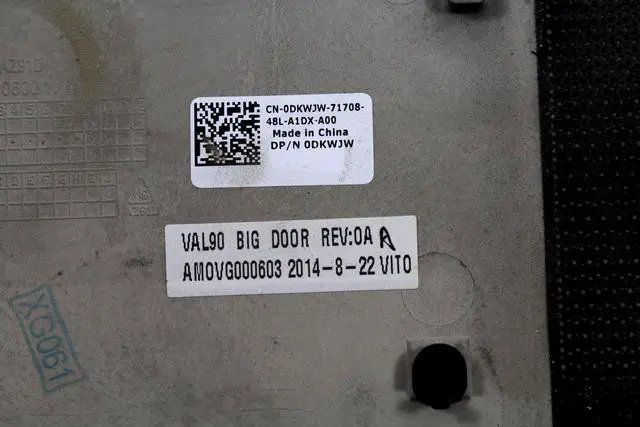 CN-0DKWJW-71708-
48L-A1DX-A00
Made in China
DP/N 0DKWJW
VAL90 BIG DOOR REV:0A A
AM0VG000603 2014-8-22 VITO
XG061